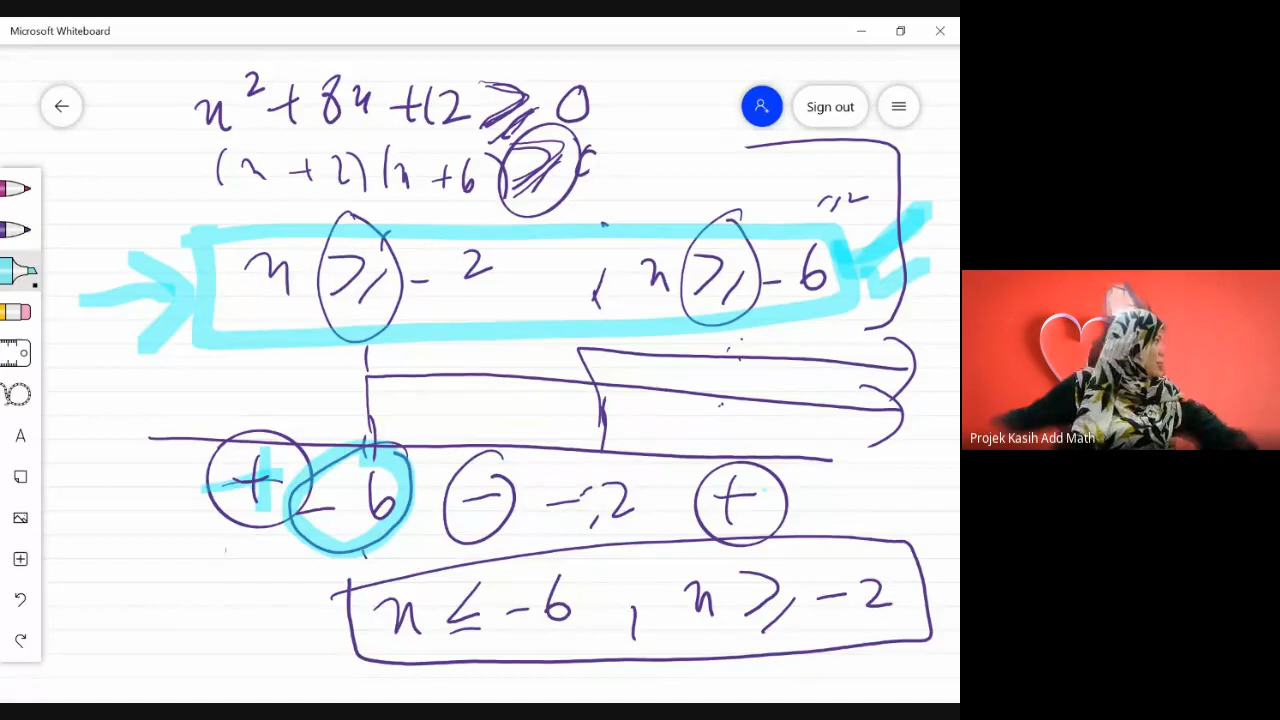 Microsoft Whiteboard
Sign out
x² + 8x + 12 ≥ 0
(x + 2)(x + 6) ≥
x ≥ - 2 , x ≥ - 6
+ - 6 - - 2 +
x ≤ - 6 , x ≥ - 2
Projek Kasih Add Math
A